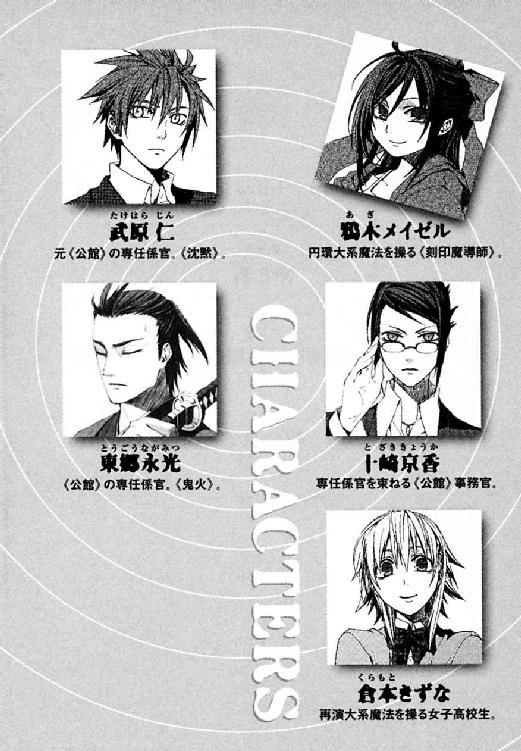 たけはら じん
武原 仁
元《公館》の専任係官。《沈黙》。
あぎ
鴉木メイゼル
円環大系魔法を操る《刻印魔導師》。
とうごうながみつ
東郷永光
《公館》の専任係官。《鬼火》。
とざききょうか
十崎京香
専任係官を束ねる《公館》事務官。
くらもと
倉本きずな
再演大系魔法を操る女子高校生。
CHARACTERS